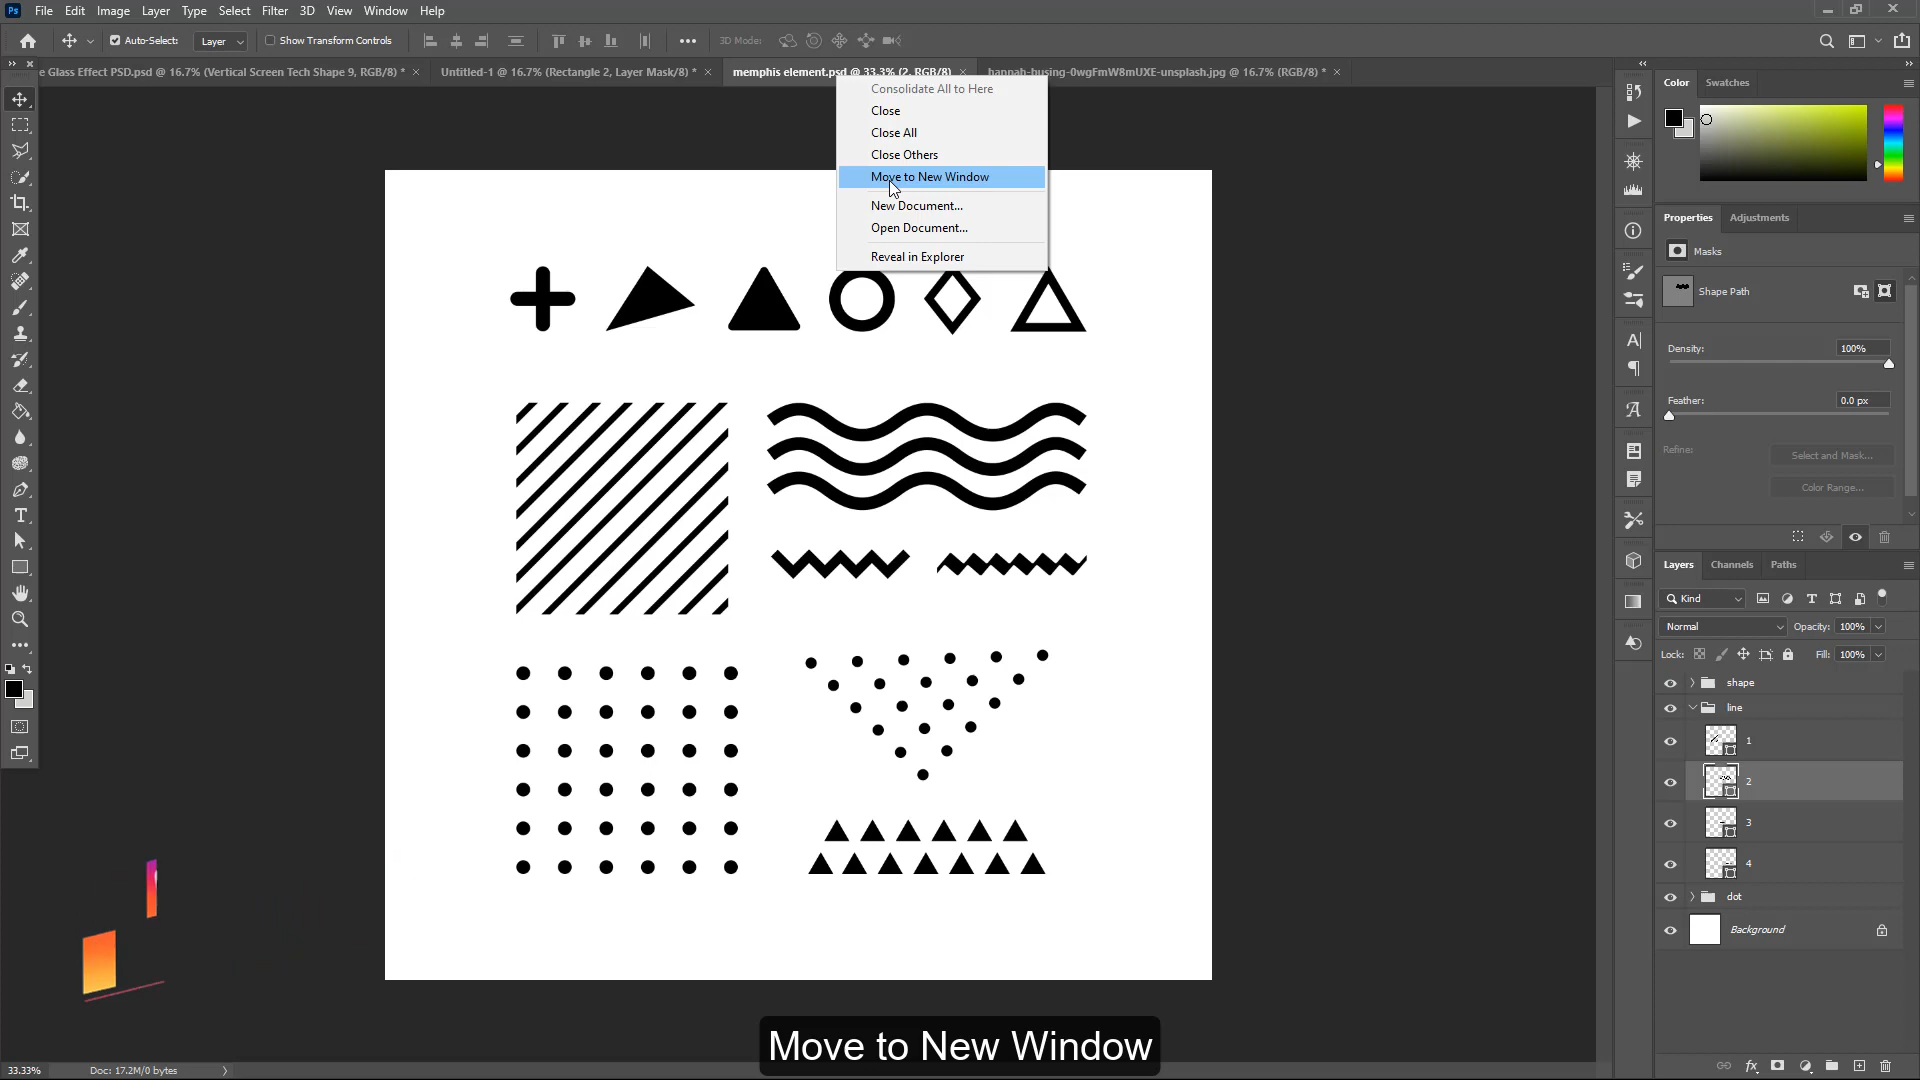 Ps File Edit Image Layer Type Select Filter 3D View Window Help
Auto-Select: Layer Show Transform Controls 3D Mode:
e Glass Effect PSD.psd @ 16.7% (Vertical Screen Tech Shape 9, RGB/8) * Untitled-1 @ 16.7% (Rectangle 2, Layer Mask/8) * memphis element.psd @ 33.3% (2, RGB/8) hannah-busing-0wgFmW8mUXE-unsplash.jpg @ 16.7% (RGB/8) *
Consolidate All to Here
Close
Close All
Close Others
Move to New Window
New Document...
Open Document...
Reveal in Explorer
Color Swatches
Properties Adjustments
Masks
Shape Path
Density: 100%
Feather: 0.0 px
Refine: Select and Mask...
Color Range...
Layers Channels Paths
Kind
Normal Opacity: 100%
Lock: Fill: 100%
shape
line
1
2
3
4
dot
Background
33.33% Doc: 17.2M/0 bytes
Move to New Window